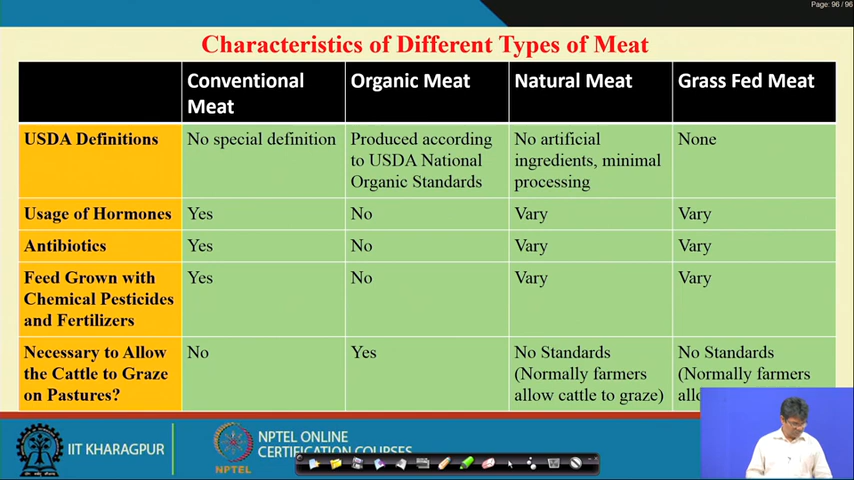 Page: 96 / 96
Characteristics of Different Types of Meat
Conventional Meat
Organic Meat
Natural Meat
Grass Fed Meat
USDA Definitions
No special definition
Produced according
to USDA National
Organic Standards
No artificial
ingredients, minimal
processing
None
Usage of Hormones
Yes
No
Vary
Vary
Antibiotics
Yes
No
Vary
Vary
Feed Grown with
Chemical Pesticides
and Fertilizers
Yes
No
Vary
Vary
Necessary to Allow
the Cattle to Graze
on Pastures?
No
Yes
No Standards
(Normally farmers
allow cattle to graze)
No Standards
(Normally farmers
IIT KHARAGPUR
NPTEL
NPTEL ONLINE
CERTIFICATION COURSES